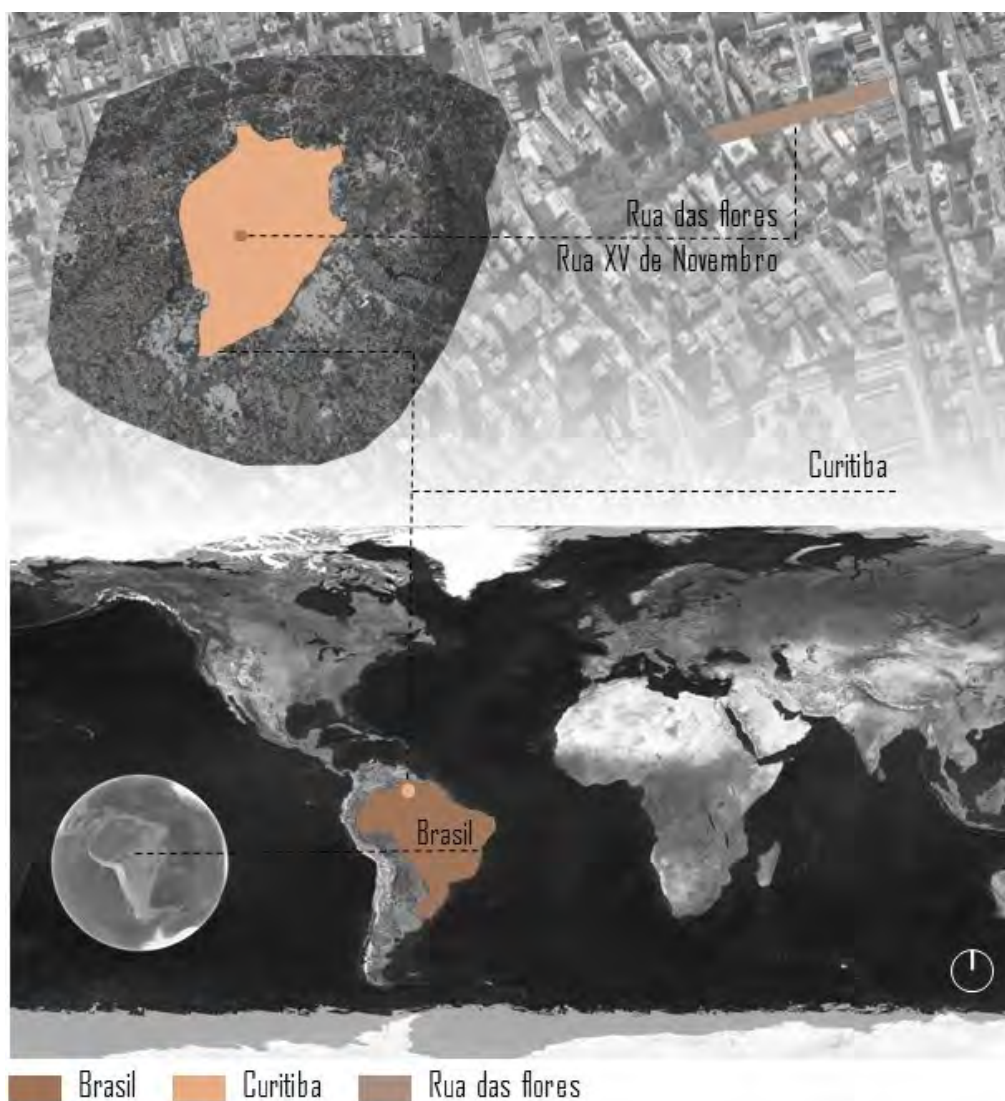 Rua das flores
Rua XV de Novembro
Curitiba
Brasil
Brasil Curitiba Rua das flores